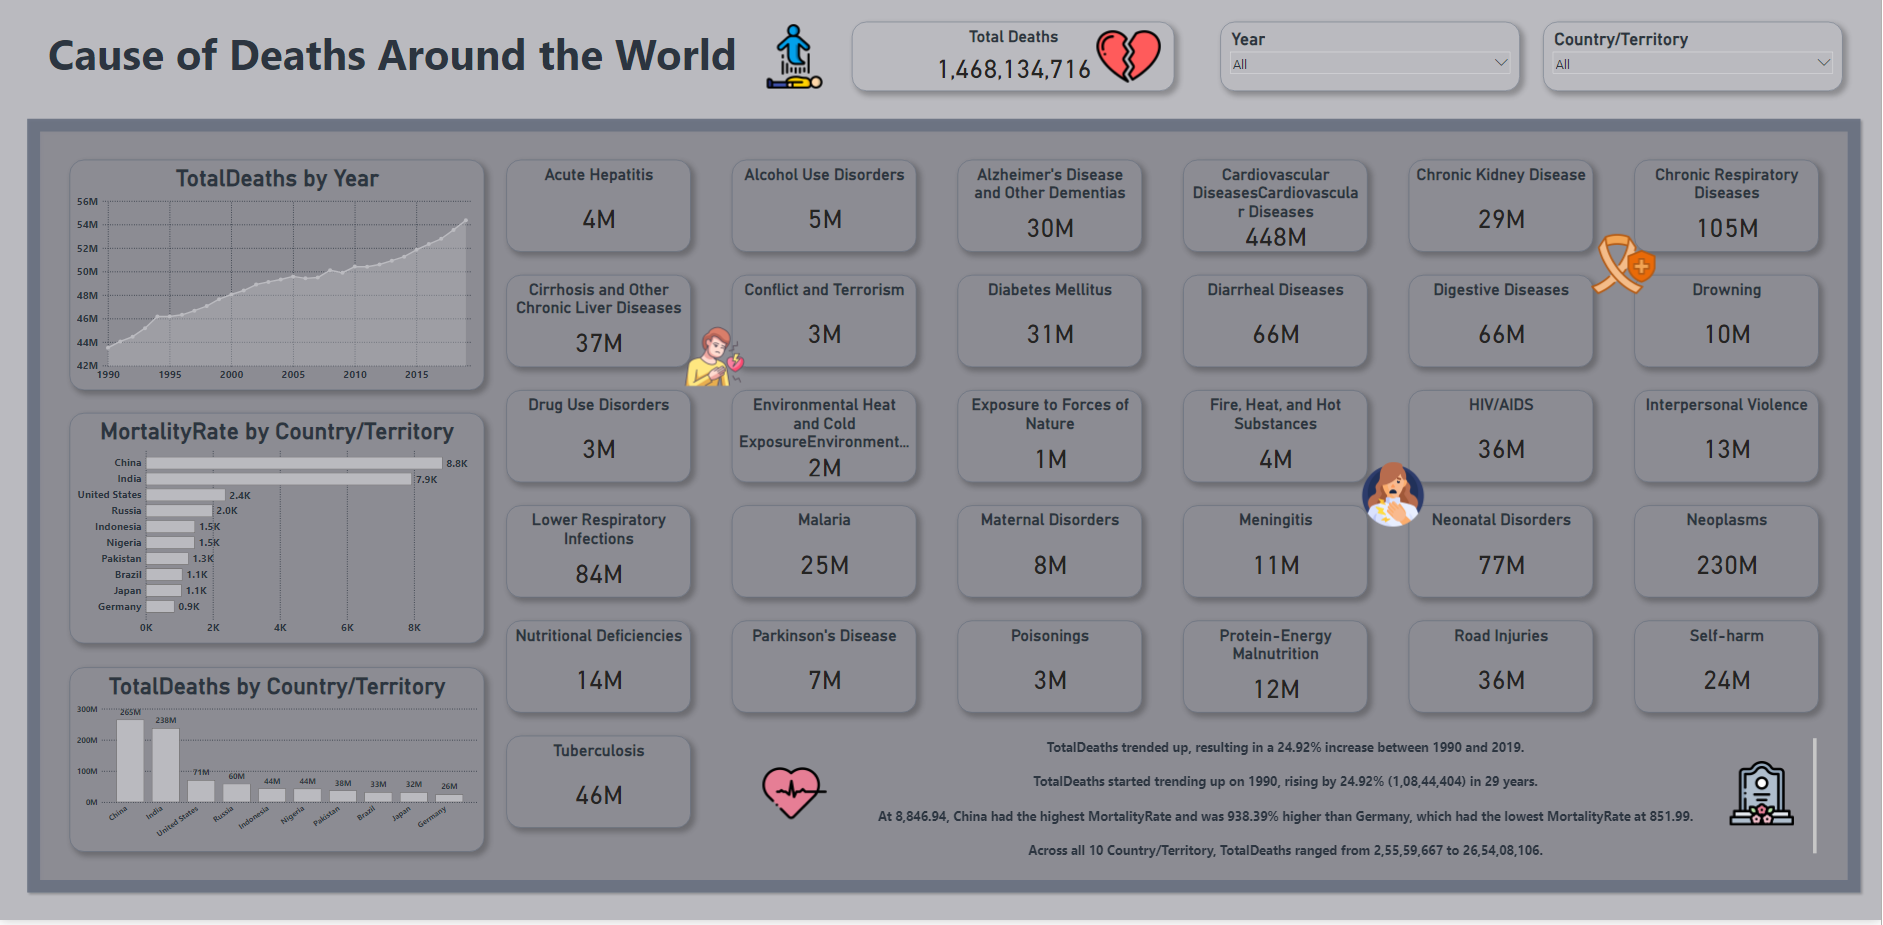 Cause of Deaths Around the World
Total Deaths
1,468,134,716
Year
All
Country/Territory
All
TotalDeaths by Year
56M
54M
52M
50M
48M
46M
44M
42M
1990 1995 2000 2005 2010 2015
MortalityRate by Country/Territory
China 8.8K
India 7.9K
United States 2.4K
Russia 2.0K
Indonesia 1.5K
Nigeria 1.5K
Pakistan 1.3K
Brazil 1.1K
Japan 1.1K
Germany 0.9K
0K 2K 4K 6K 8K
TotalDeaths by Country/Territory
300M
200M
100M
0M
265M 238M 71M 60M 44M 44M 38M 33M 32M 26M
China India United States Russia Indonesia Nigeria Pakistan Brazil Japan Germany
Acute Hepatitis
4M
Alcohol Use Disorders
5M
Alzheimer's Disease
and Other Dementias
30M
Cardiovascular
DiseasesCardiovascula
r Diseases
448M
Chronic Kidney Disease
29M
Chronic Respiratory
Diseases
105M
Cirrhosis and Other
Chronic Liver Diseases
37M
Conflict and Terrorism
3M
Diabetes Mellitus
31M
Diarrheal Diseases
66M
Digestive Diseases
66M
Drowning
10M
Drug Use Disorders
3M
Environmental Heat
and Cold
ExposureEnvironment...
2M
Exposure to Forces of
Nature
1M
Fire, Heat, and Hot
Substances
4M
HIV/AIDS
36M
Interpersonal Violence
13M
Lower Respiratory
Infections
84M
Malaria
25M
Maternal Disorders
8M
Meningitis
11M
Neonatal Disorders
77M
Neoplasms
230M
Nutritional Deficiencies
14M
Parkinson's Disease
7M
Poisonings
3M
Protein-Energy
Malnutrition
12M
Road Injuries
36M
Self-harm
24M
Tuberculosis
46M
TotalDeaths trended up, resulting in a 24.92% increase between 1990 and 2019.
TotalDeaths started trending up on 1990, rising by 24.92% (1,08,44,404) in 29 years.
At 8,846.94, China had the highest MortalityRate and was 938.39% higher than Germany, which had the lowest MortalityRate at 851.99.
Across all 10 Country/Territory, TotalDeaths ranged from 2,55,59,667 to 26,54,08,106.